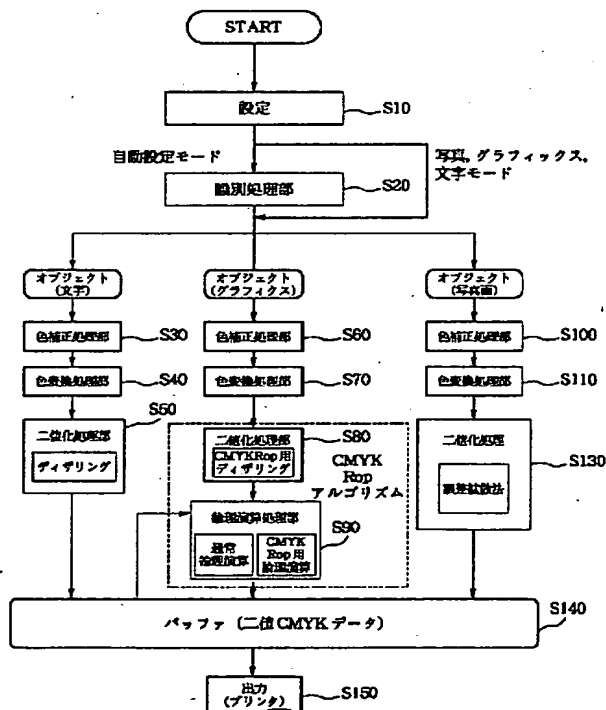 START
設定
S10
自動設定モード
写真，グラフィックス，
文字モード
識別処理部
S20
オブジェクト
(文字)
オブジェクト
(グラフィクス)
オブジェクト
(写真画)
色補正処理部
S30
色補正処理部
S60
色補正処理部
S100
色変換処理部
S40
色変換処理部
S70
色変換処理部
S110
S50
二値化処理部
ディザリング
二値化処理部
S80
CMYKRop用
ディザリング
CMYK
Rop
アルゴリズム
二値化処理
S130
誤差拡散法
論理演算処理部
S90
通常
論理演算
CMYK
Rop用
論理演算
バッファ（二値CMYKデータ）
S140
出力
(プリンタ)
S150